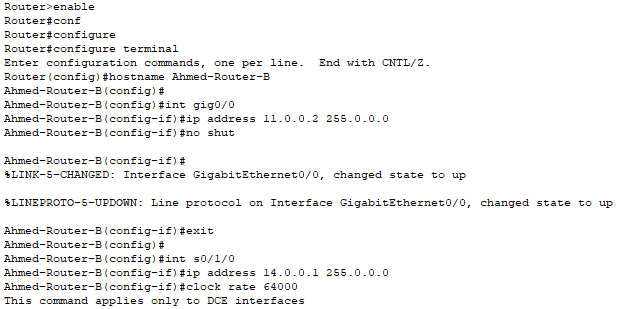 Router>enable
Router#conf
Router#configure
Router#configure terminal
Enter configuration commands, one per line.  End with CNTL/Z.
Router(config)#hostname Ahmed-Router-B
Ahmed-Router-B(config)#
Ahmed-Router-B(config)#int gig0/0
Ahmed-Router-B(config-if)#ip address 11.0.0.2 255.0.0.0
Ahmed-Router-B(config-if)#no shut

Ahmed-Router-B(config-if)#
%LINK-5-CHANGED: Interface GigabitEthernet0/0, changed state to up

%LINEPROTO-5-UPDOWN: Line protocol on Interface GigabitEthernet0/0, changed state to up

Ahmed-Router-B(config-if)#exit
Ahmed-Router-B(config)#
Ahmed-Router-B(config)#int s0/1/0
Ahmed-Router-B(config-if)#ip address 14.0.0.1 255.0.0.0
Ahmed-Router-B(config-if)#clock rate 64000
This command applies only to DCE interfaces